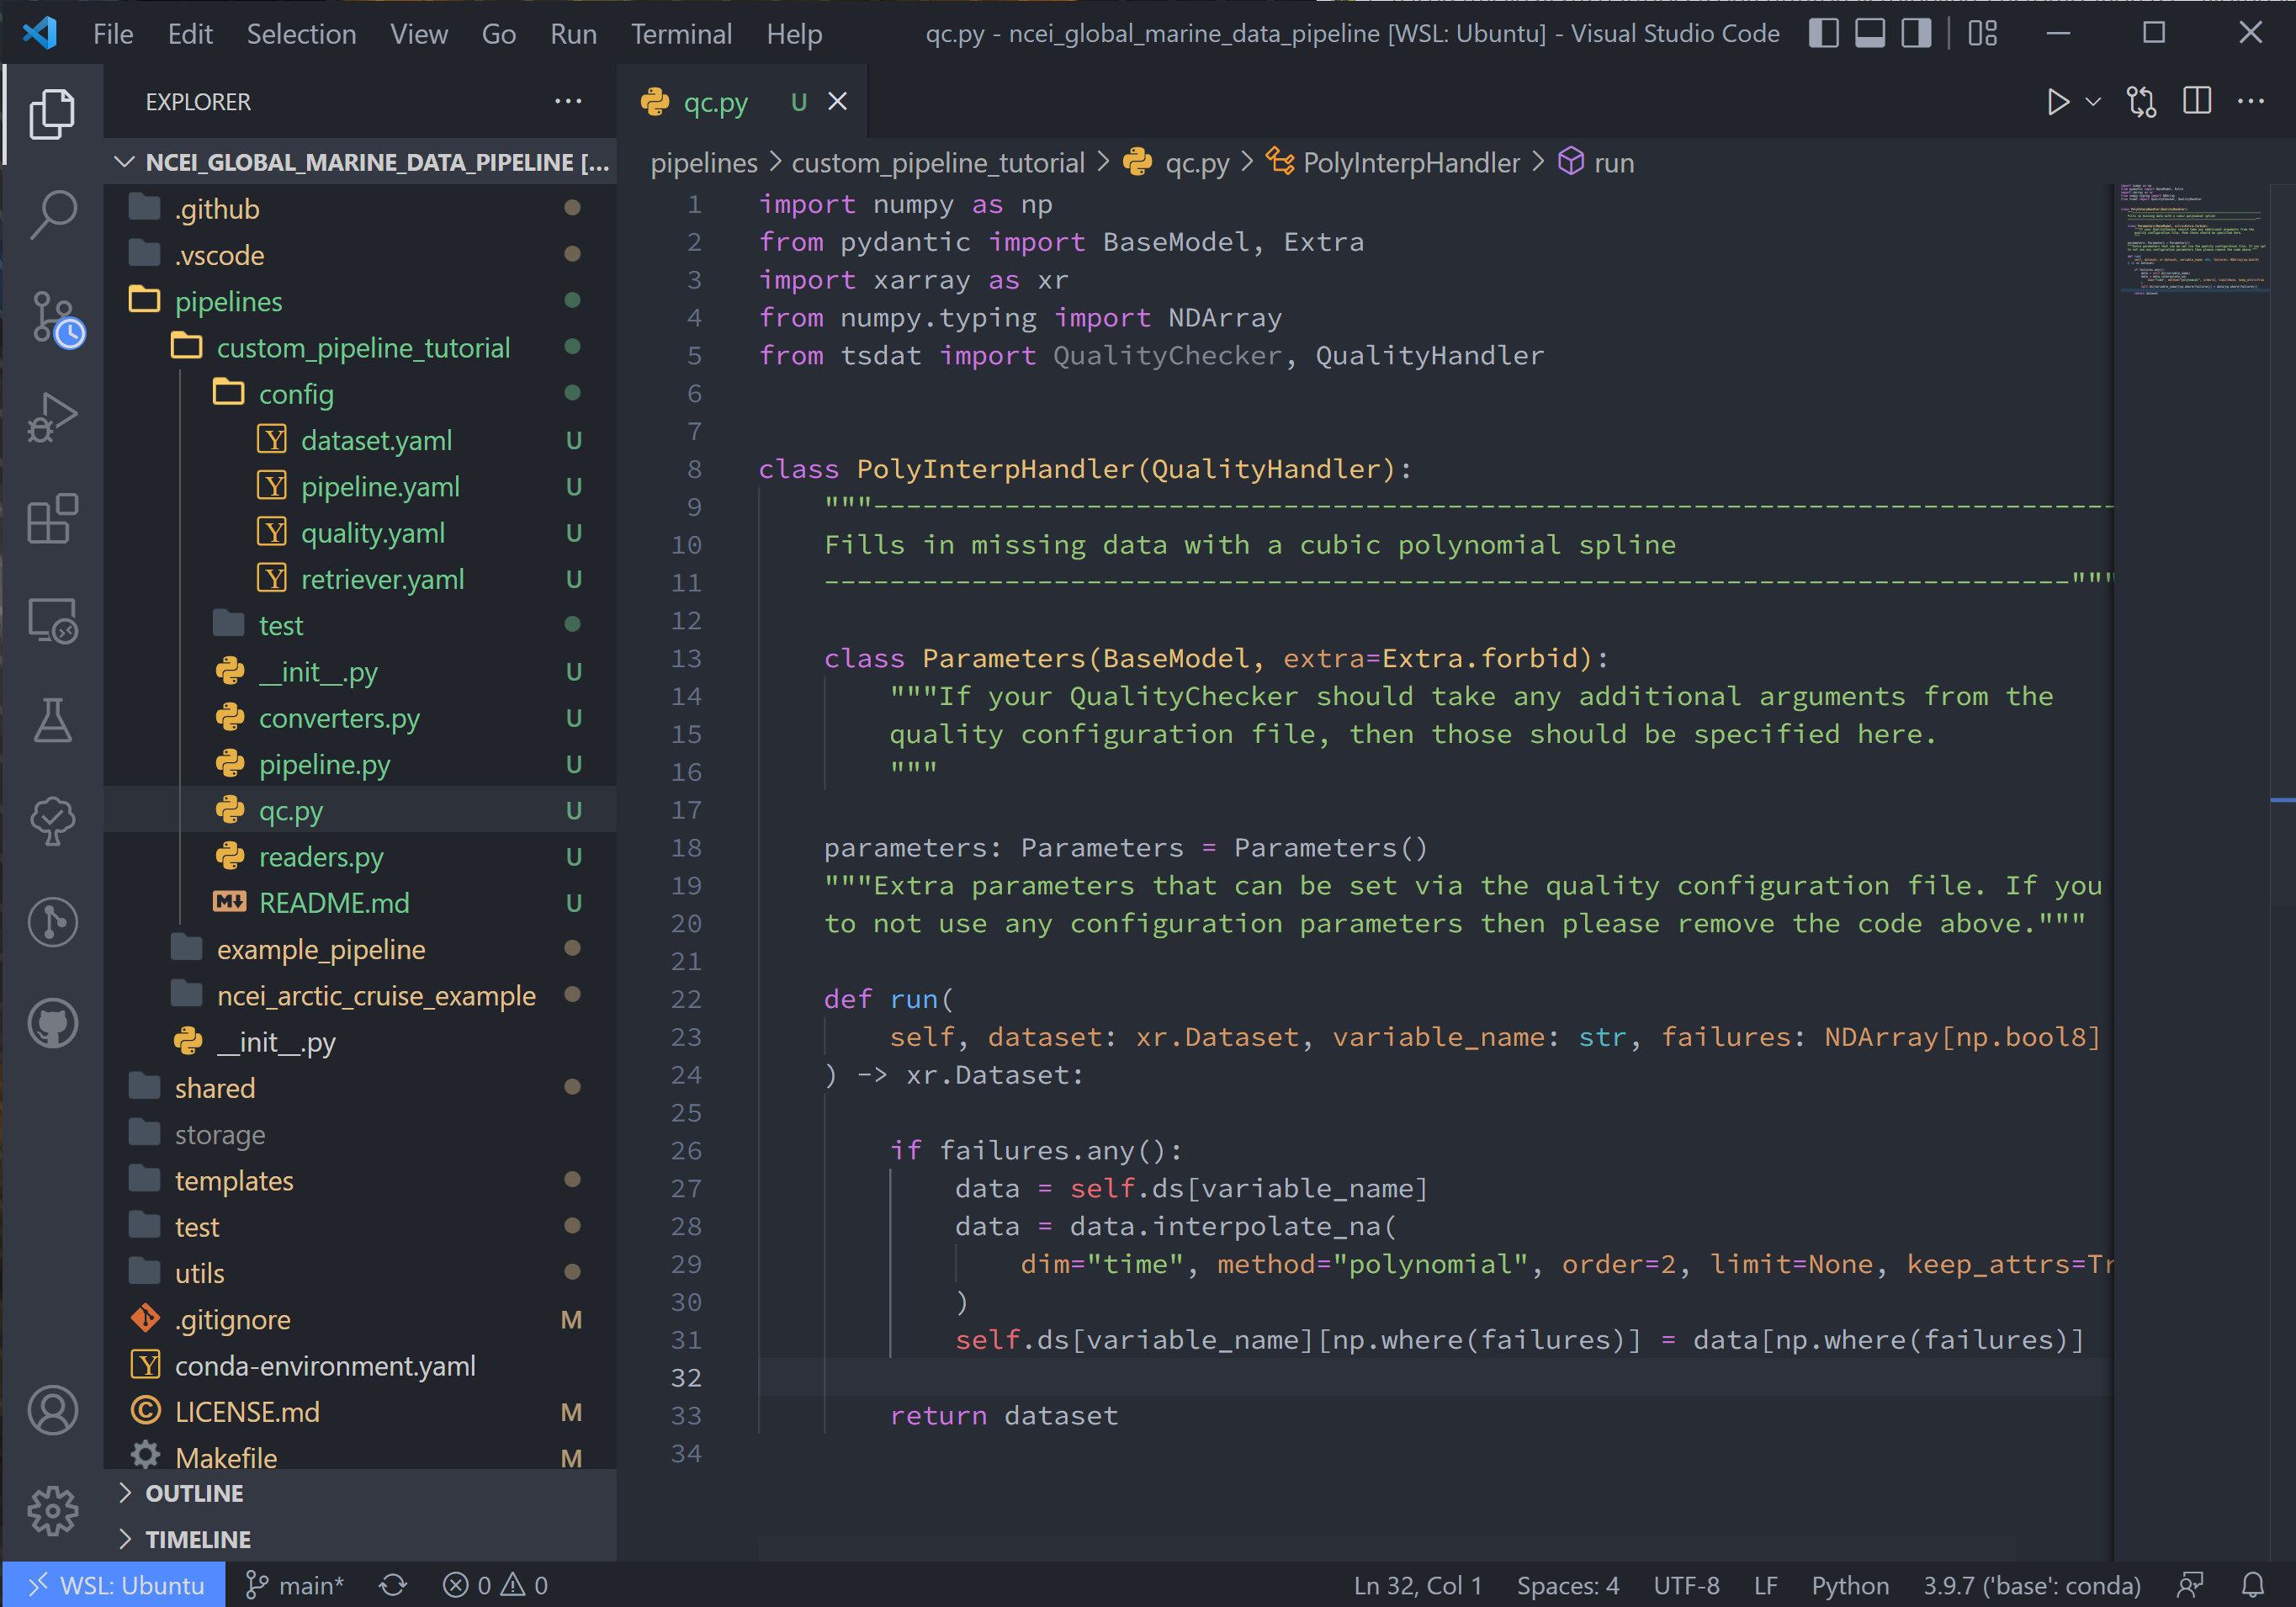 File Edit Selection View Go Run Terminal Help qc.py - ncei_global_marine_data_pipeline [WSL: Ubuntu] - Visual Studio Code
EXPLORER
NCEI_GLOBAL_MARINE_DATA_PIPELINE [...
.github
.vscode
pipelines
custom_pipeline_tutorial
config
dataset.yaml U
pipeline.yaml U
quality.yaml U
retriever.yaml U
test
__init__.py U
converters.py U
pipeline.py U
qc.py U
readers.py U
README.md U
example_pipeline
ncei_arctic_cruise_example
__init__.py
shared
storage
templates
test
utils
.gitignore M
conda-environment.yaml
LICENSE.md M
Makefile M
OUTLINE
TIMELINE
qc.py U
pipelines > custom_pipeline_tutorial > qc.py > PolyInterpHandler > run
1 import numpy as np
2 from pydantic import BaseModel, Extra
3 import xarray as xr
4 from numpy.typing import NDArray
5 from tsdat import QualityChecker, QualityHandler
6
7
8 class PolyInterpHandler(QualityHandler):
9 """----------------------------------------------------------------------------
10 Fills in missing data with a cubic polynomial spline
11 ----------------------------------------------------------------------------"""
12
13 class Parameters(BaseModel, extra=Extra.forbid):
14 """If your QualityChecker should take any additional arguments from the
15 quality configuration file, then those should be specified here.
16 """
17
18 parameters: Parameters = Parameters()
19 """Extra parameters that can be set via the quality configuration file. If you
20 to not use any configuration parameters then please remove the code above."""
21
22 def run(
23 self, dataset: xr.Dataset, variable_name: str, failures: NDArray[np.bool8]
24 ) -> xr.Dataset:
25
26 if failures.any():
27 data = self.ds[variable_name]
28 data = data.interpolate_na(
29 dim="time", method="polynomial", order=2, limit=None, keep_attrs=Tr
30 )
31 self.ds[variable_name][np.where(failures)] = data[np.where(failures)]
32
33 return dataset
34
WSL: Ubuntu main* 0 0 Ln 32, Col 1 Spaces: 4 UTF-8 LF Python 3.9.7 ('base': conda)